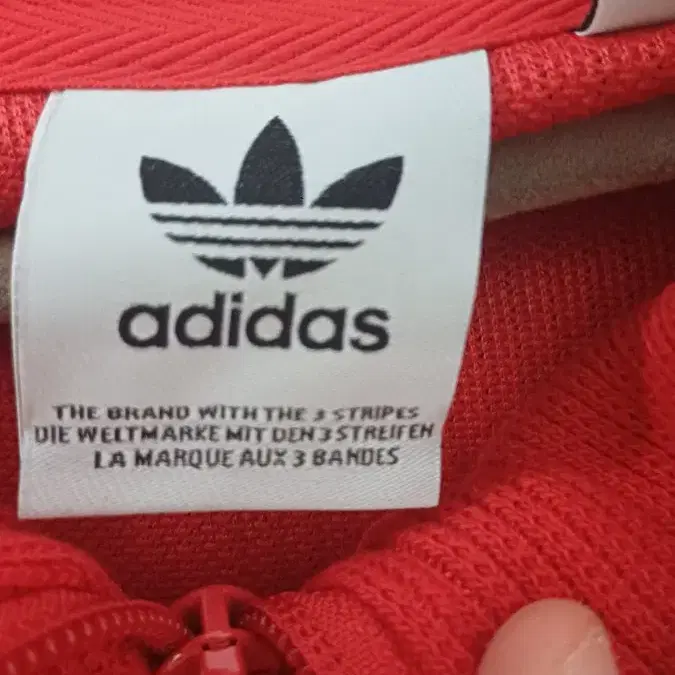 adidas
THE BRAND WITH THE 3 STRIPES
DIE WELTMARKE MIT DEN 3 STREIFEN
LA MARQUE AUX 3 BANDES